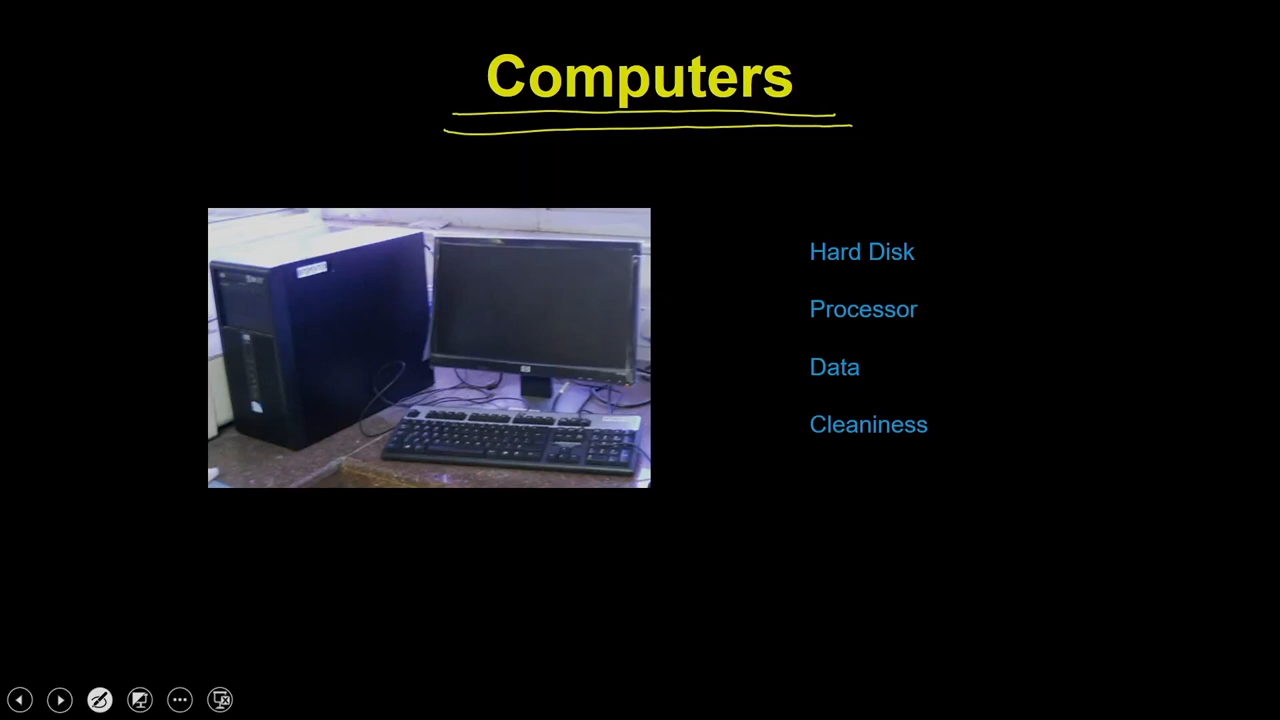 Computers
Hard Disk
Processor
Data
Cleaniness